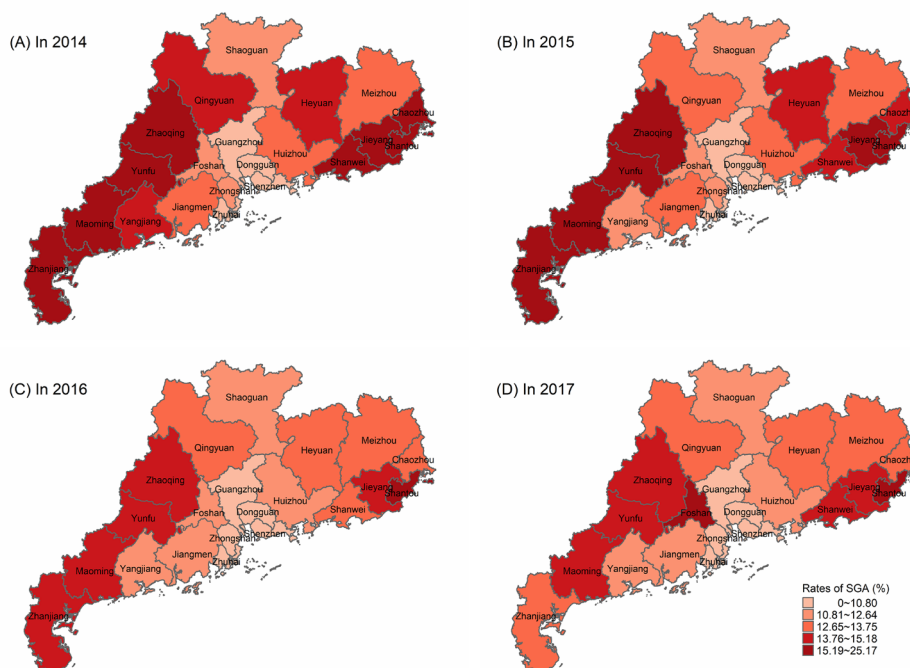 (A) In 2014
Shaoguan
Qingyuan
Heyuan
Meizhou
Chaozhou
Zhaoqing
Guangzhou
Jieyang
Shantou
Huizhou
Foshan
Dongguan
Shanwei
Yunfu
Zhongshan
Shenzhen
Jiangmen
Zhuhai
Maoming
Yangjiang
Zhanjiang
(B) In 2015
Shaoguan
Qingyuan
Heyuan
Meizhou
Chaozhou
Zhaoqing
Guangzhou
Jieyang
Shantou
Huizhou
Foshan
Dongguan
Shanwei
Yunfu
Zhongshan
Shenzhen
Jiangmen
Zhuhai
Maoming
Yangjiang
Zhanjiang
(C) In 2016
Shaoguan
Qingyuan
Heyuan
Meizhou
Chaozhou
Zhaoqing
Guangzhou
Jieyang
Shantou
Huizhou
Foshan
Dongguan
Shanwei
Yunfu
Zhongshan
Shenzhen
Jiangmen
Zhuhai
Maoming
Yangjiang
Zhanjiang
(D) In 2017
Shaoguan
Qingyuan
Heyuan
Meizhou
Chaozhou
Zhaoqing
Guangzhou
Jieyang
Shantou
Huizhou
Foshan
Dongguan
Shanwei
Yunfu
Zhongshan
Shenzhen
Jiangmen
Zhuhai
Maoming
Yangjiang
Zhanjiang
Rates of SGA (%)
0~10.80
10.81~12.64
12.65~13.75
13.76~15.18
15.19~25.17